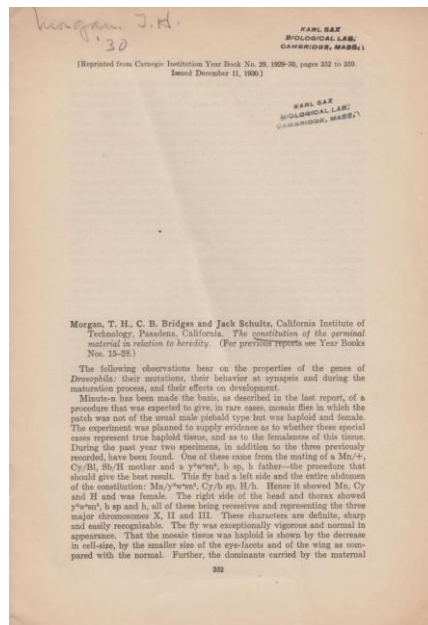 Morgan T.H.
'30
KARL SAX
BIOLOGICAL LAB.
CAMBRIDGE, MASS.
[Reprinted from Carnegie Institution Year Book No. 29, 1929-30, pages 352 to 359.
Issued December 11, 1930.]
KARL SAX
BIOLOGICAL LAB.
CAMBRIDGE, MASS.
Morgan, T. H., C. B. Bridges and Jack Schultz, California Institute of
Technology, Pasadena, California. The constitution of the germinal
material in relation to heredity. (For previous reports see Year Books
Nos. 15-28.)
The following observations bear on the properties of the genes of
Drosophila; their mutations, their behavior at synapsis and during the
maturation process, and their effects on development.
Minute-n has been made the basis, as described in the last report, of a
procedure that was expected to give, in rare cases, mosaic flies in which the
patch was not of the usual male piebald type but was haploid and female.
The experiment was planned to supply evidence as to whether these special
cases represent true haploid tissue, and as to the femaleness of this tissue.
During the past year two specimens, in addition to the three previously
recorded, have been found. One of these came from the mating of a Mn/+,
Cy/Bl, Sb/H mother and a b sp, h father—the procedure that
should give the best result. This fly had a left side and the entire abdomen
of the constitution: Cy/b sp, H/h. Hence it showed Mn, Cy
and H and was female. The right side of the head and thorax showed
b sp and h, all of these being recessives and representing the three
major chromosomes X, II and III. These characters are definite, sharp
and easily recognizable. The fly was exceptionally vigorous and normal in
appearance. That the mosaic tissue was haploid is shown by the decrease
in cell-size, by the smaller size of the eye-facets and of the wing as com-
pared with the normal. Further, the dominants carried by the maternal
352